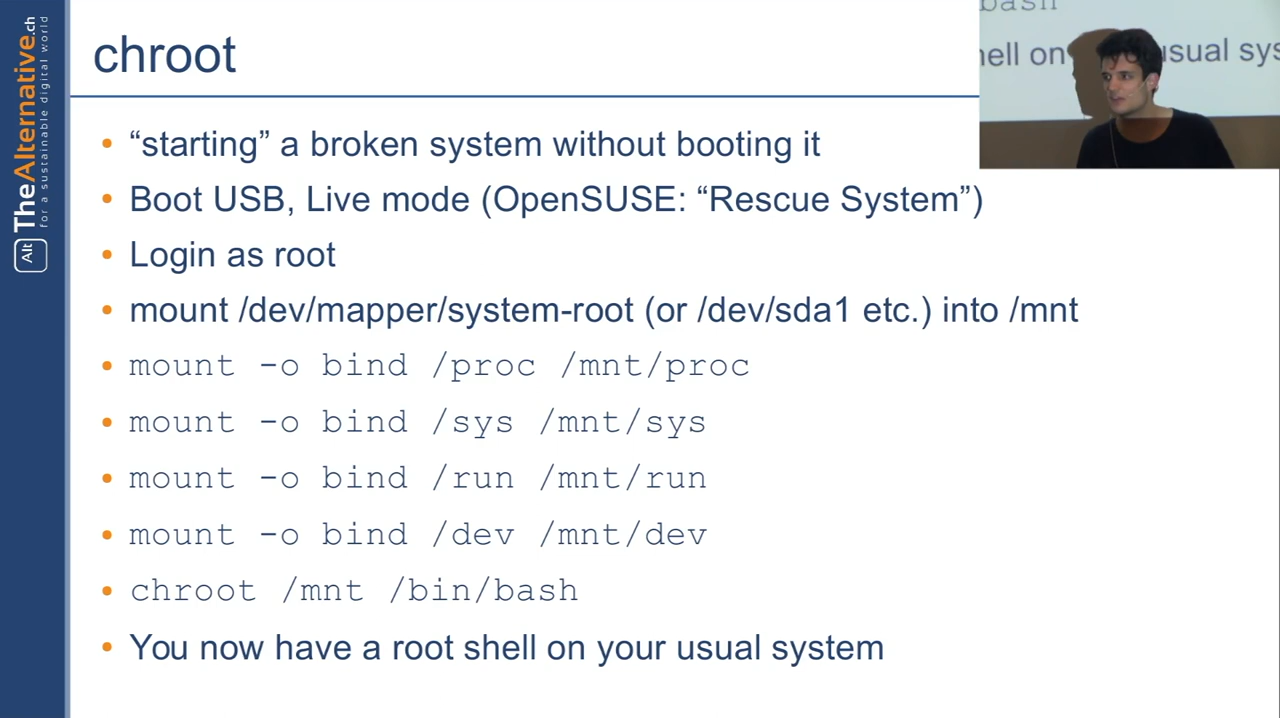 TheAlternative.ch
for a sustainable digital world
Alt
chroot
“starting” a broken system without booting it
Boot USB, Live mode (OpenSUSE: “Rescue System”)
Login as root
mount /dev/mapper/system-root (or /dev/sda1 etc.) into /mnt
mount -o bind /proc /mnt/proc
mount -o bind /sys /mnt/sys
mount -o bind /run /mnt/run
mount -o bind /dev /mnt/dev
chroot /mnt /bin/bash
You now have a root shell on your usual system
bash
ell on usual sys